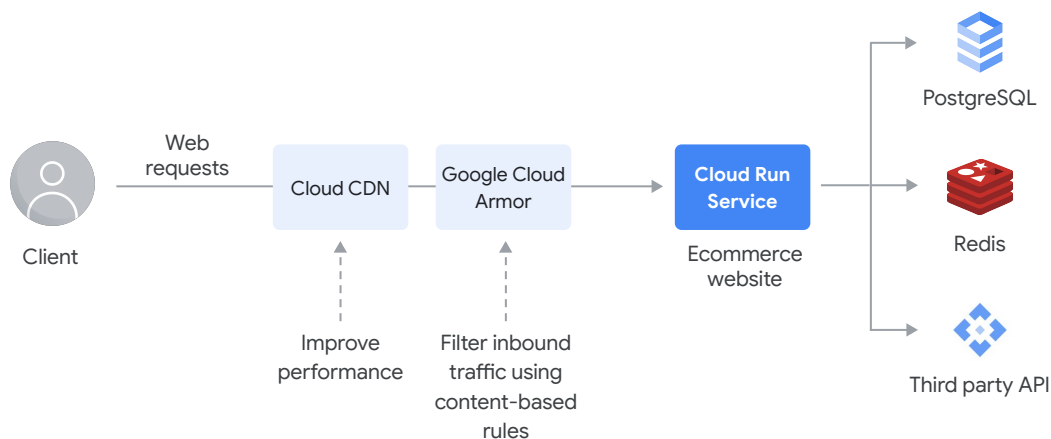 Client
Web
requests
Cloud CDN
Improve
performance
Google Cloud
Armor
Filter inbound
traffic using
content-based
rules
Cloud Run
Service
Ecommerce
website
PostgreSQL
Redis
Third party API